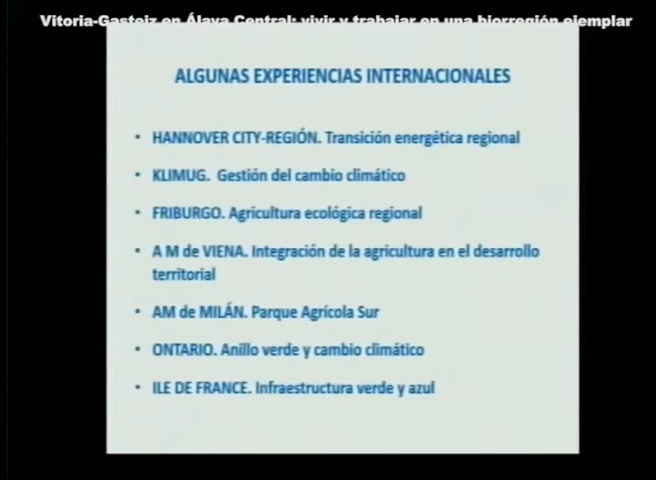 Vitoria-Gasteiz en Álava Central: vivir y trabajar en una biorregión ejemplar
ALGUNAS EXPERIENCIAS INTERNACIONALES
• HANNOVER CITY-REGIÓN. Transición energética regional
• KLIMUG. Gestión del cambio climático
• FRIBURGO. Agricultura ecológica regional
• A M de VIENA. Integración de la agricultura en el desarrollo
territorial
• AM de MILÁN. Parque Agrícola Sur
• ONTARIO. Anillo verde y cambio climático
• ILE DE FRANCE. Infraestructura verde y azul